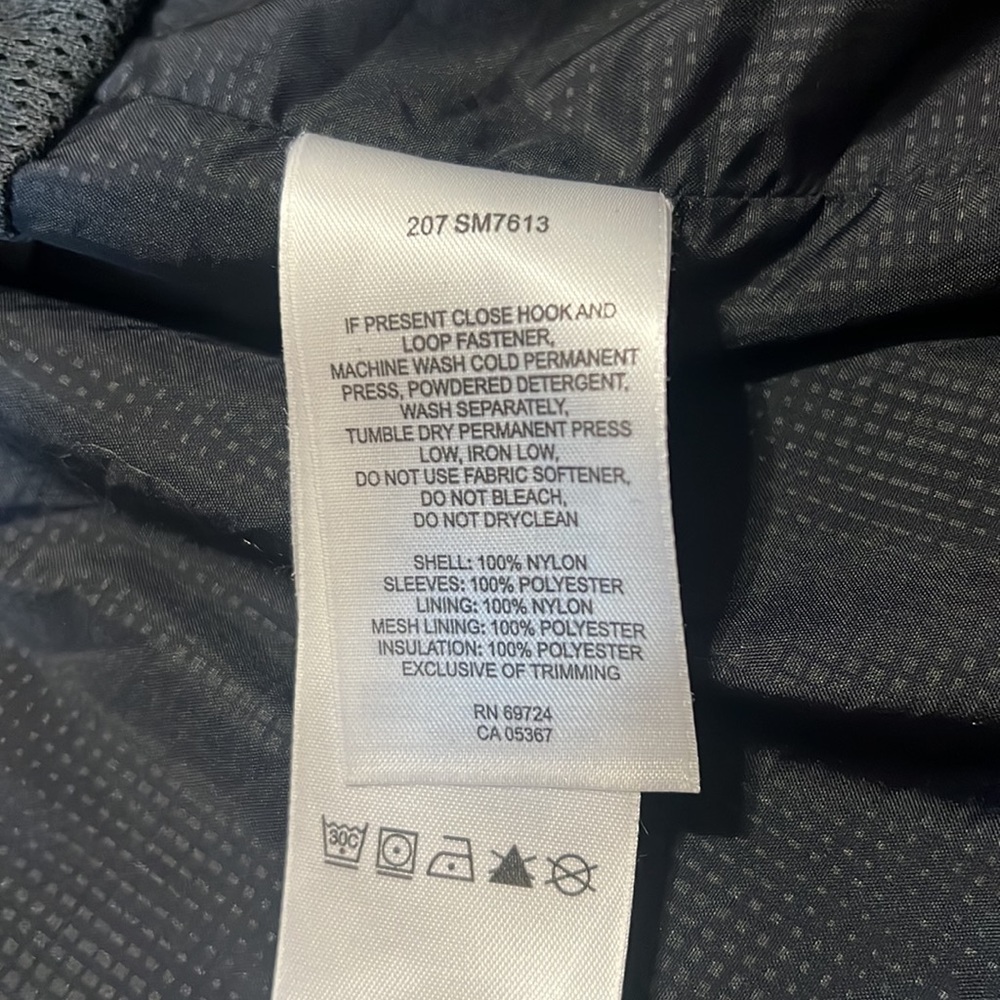 207 SM7613
IF PRESENT CLOSE HOOK AND
LOOP FASTENER,
MACHINE WASH COLD PERMANENT
PRESS, POWDERED DETERGENT,
WASH SEPARATELY,
TUMBLE DRY PERMANENT PRESS
LOW, IRON LOW,
DO NOT USE FABRIC SOFTENER,
DO NOT BLEACH,
DO NOT DRYCLEAN
SHELL: 100% NYLON
SLEEVES: 100% POLYESTER
LINING: 100% NYLON
MESH LINING: 100% POLYESTER
INSULATION: 100% POLYESTER
EXCLUSIVE OF TRIMMING
RN 69724
CA 05367
30C